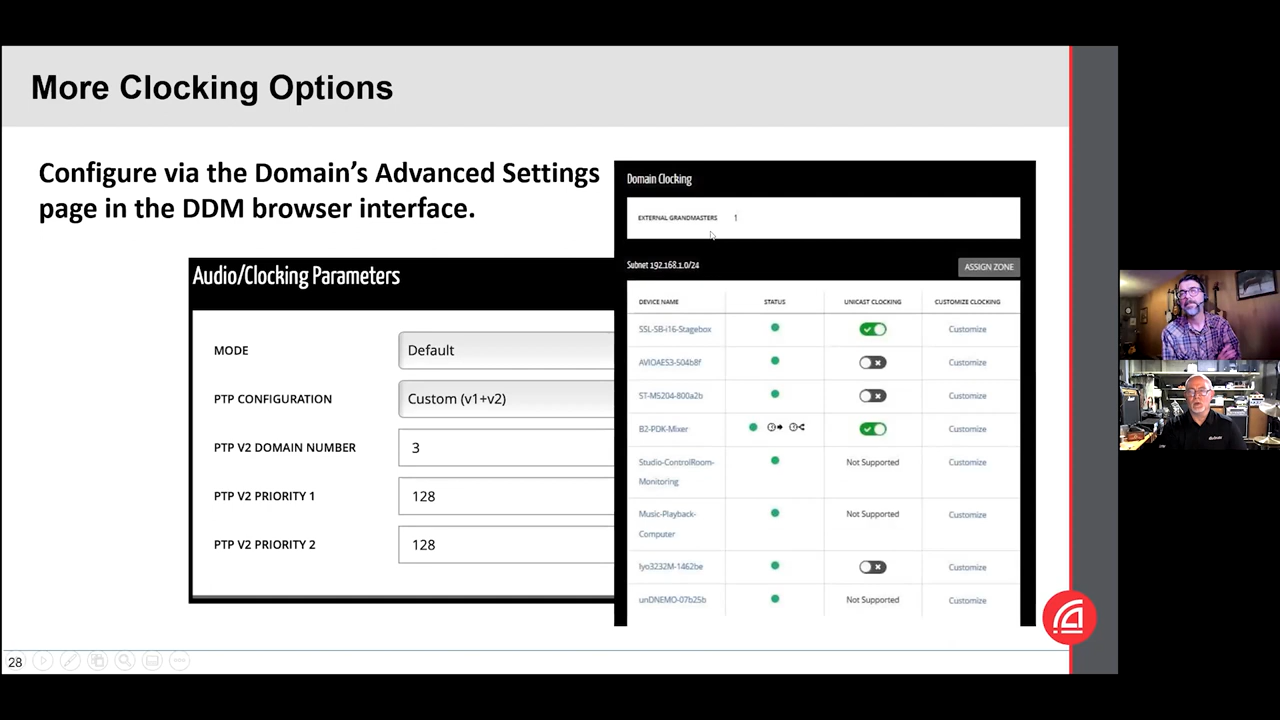 More Clocking Options
Configure via the Domain's Advanced Settings
page in the DDM browser interface.
Audio/Clocking Parameters
MODE Default
PTP CONFIGURATION Custom (v1+v2)
PTP V2 DOMAIN NUMBER 3
PTP V2 PRIORITY 1 128
PTP V2 PRIORITY 2 128
Domain Clocking
EXTERNAL GRANDMASTERS 1
Subnet 192.168.1.0/24 ASSIGN ZONE
DEVICE NAME STATUS UNICAST CLOCKING CUSTOMIZE CLOCKING
SSL-SB-i16-Stagebox Customize
AVIOAES3-504b8f Customize
ST-M5204-800a2b Customize
B2-PDK-Mixer Customize
Studio-ControlRoom- Not Supported Customize
Monitoring
Music-Playback- Not Supported Customize
Computer
lyo3232M-1462be Customize
unDNEMO-07b25b Not Supported Customize
28